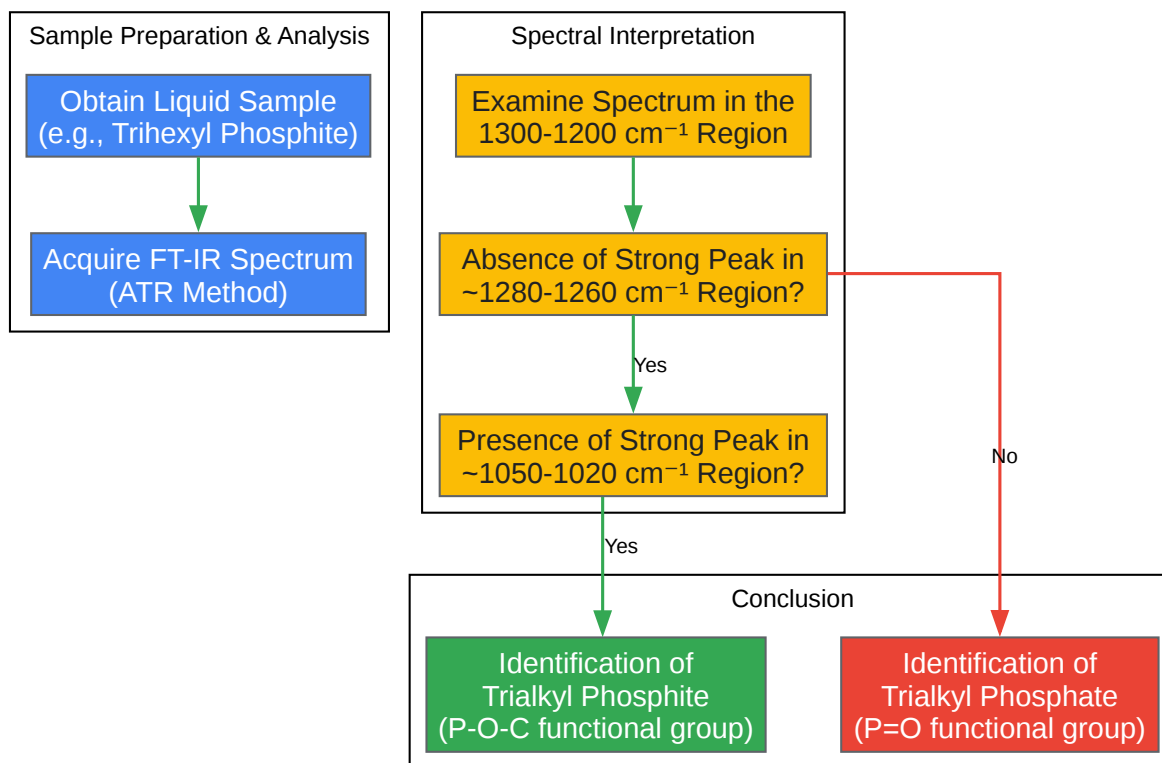 Sample Preparation & Analysis
Obtain Liquid Sample
(e.g., Trihexyl Phosphite)
Acquire FT-IR Spectrum
(ATR Method)
Spectral Interpretation
Examine Spectrum in the
1300-1200 cm⁻¹ Region
Absence of Strong Peak in
~1280-1260 cm⁻¹ Region?
Yes
Presence of Strong Peak in
~1050-1020 cm⁻¹ Region?
No
Yes
Conclusion
Identification of
Trialkyl Phosphite
(P-O-C functional group)
Identification of
Trialkyl Phosphate
(P=O functional group)